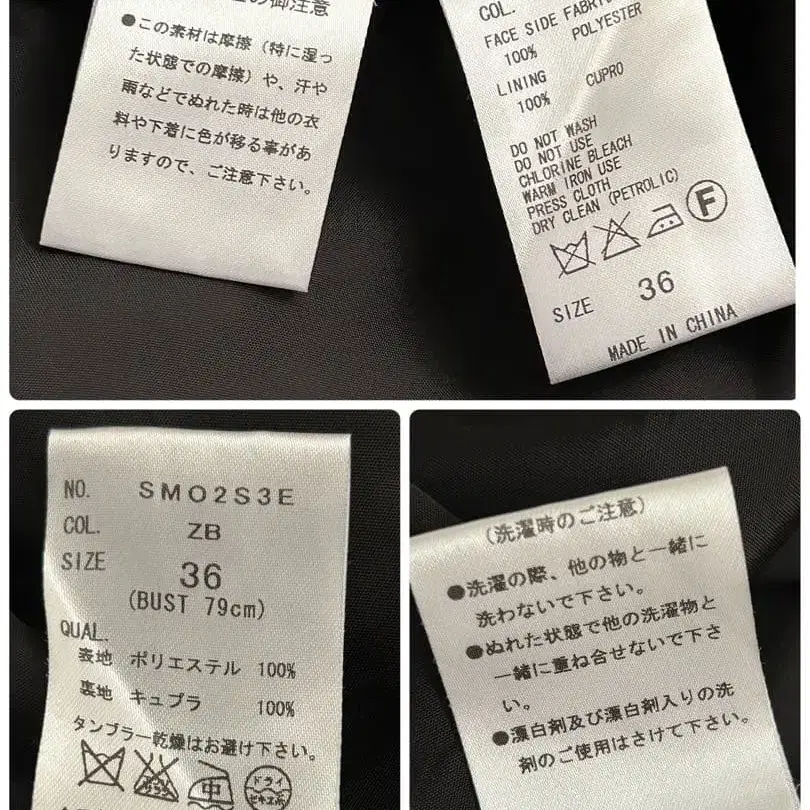 の御注意
●この素材は摩擦（特に湿っ
た状態での摩擦）や、汗や
雨などでぬれた時は他の衣
料や下着に色が移る事があ
りますので、ご注意下さい。
COL.
FACE SIDE FABRIC
100% POLYESTER
LINING
100% CUPRO
DO NOT WASH
DO NOT USE
CHLORINE BLEACH
WARM IRON USE
PRESS CLOTH
DRY CLEAN (PETROLIC)
F
SIZE 36
MADE IN CHINA
NO. SMO2S3E
COL. ZB
SIZE 36
(BUST 79cm)
QUAL.
表地 ポリエステル 100%
裏地 キュプラ 100%
タンブラー乾燥はお避け下さい。
中
ドライ
（洗濯時のご注意）
●洗濯の際、他の物と一緒に
洗わないで下さい。
●ぬれた状態で他の洗濯物と
一緒に重ね合せないで下さ
い。
●漂白剤及び漂白剤入りの洗
剤のご使用はさけて下さい。